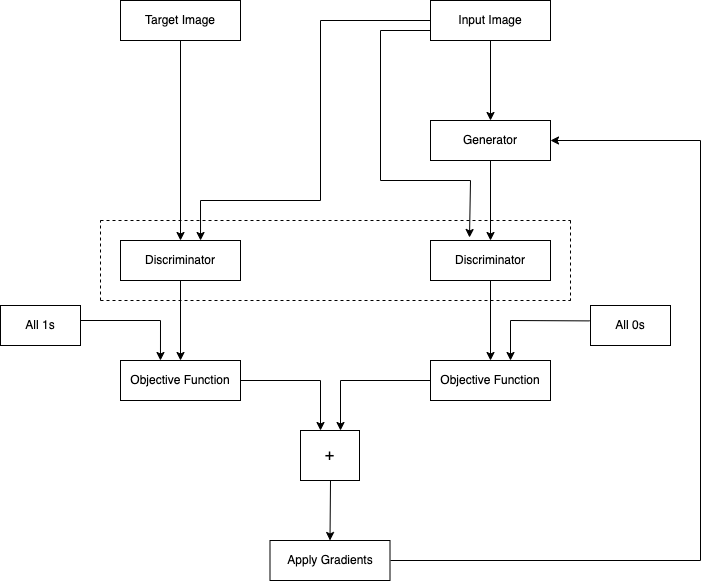 Target Image
Input Image
Generator
Discriminator
Discriminator
All 1s
All 0s
Objective Function
Objective Function
+
Apply Gradients